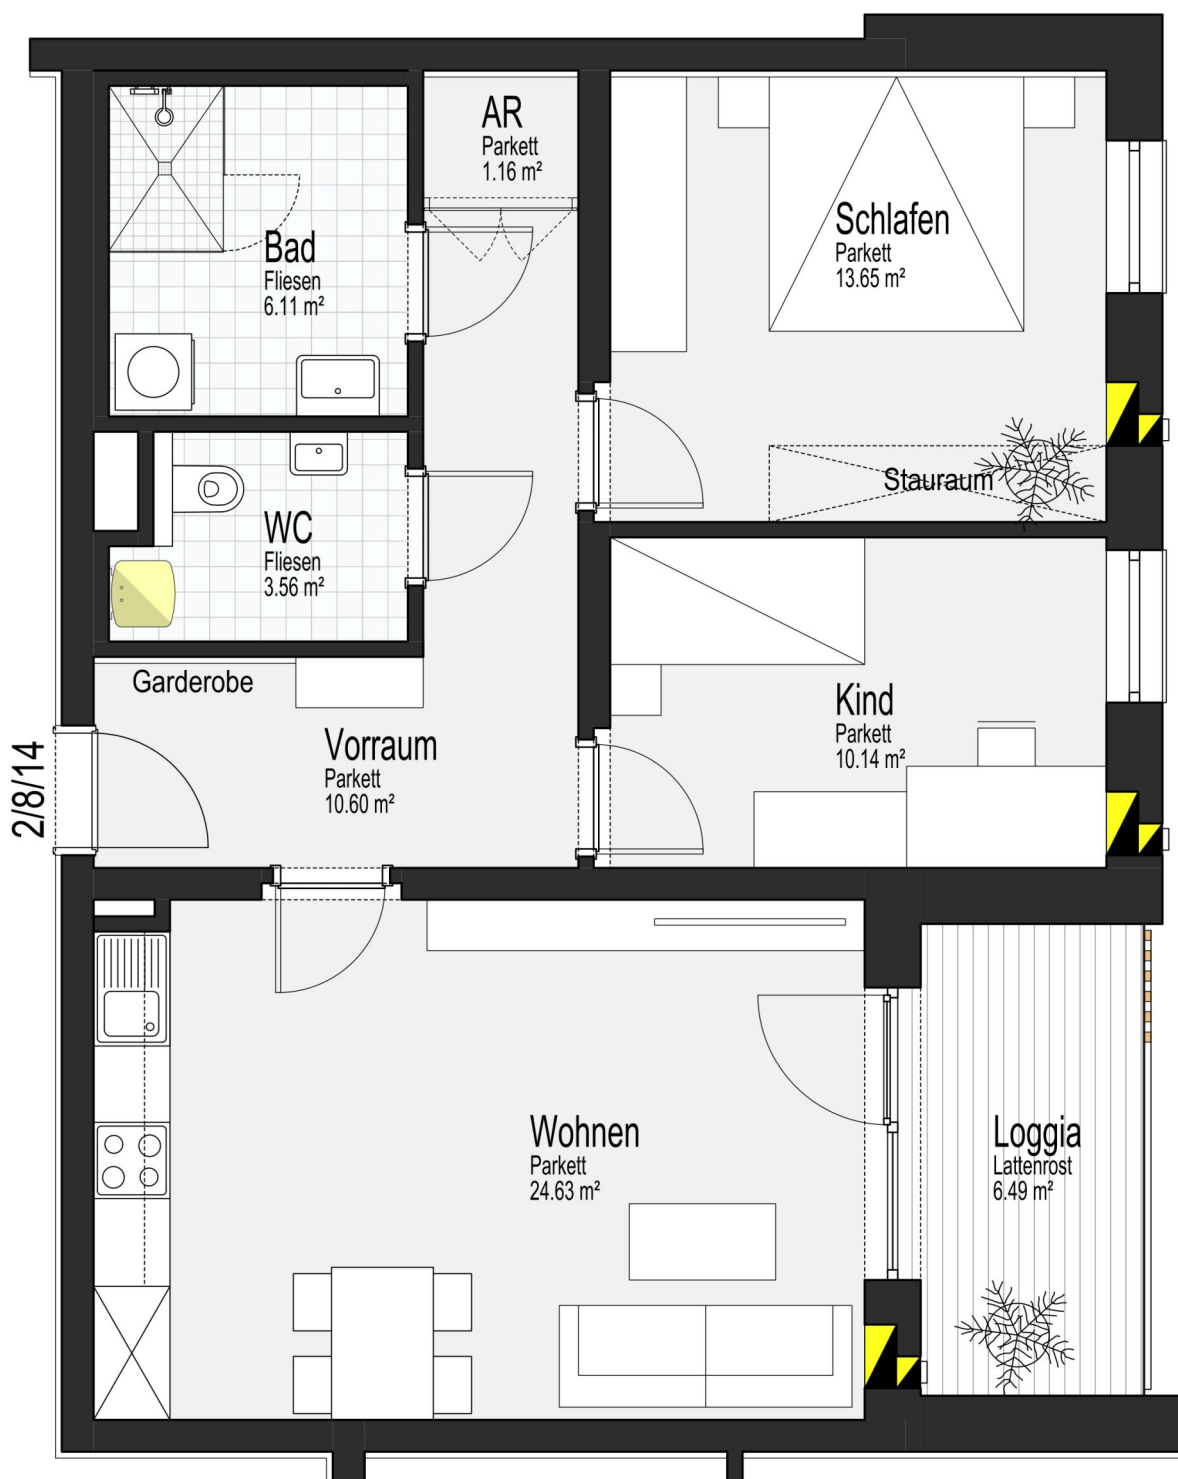 AR
Parkett
1.16 m²
Schlafen
Parkett
13.65 m²
Bad
Fliesen
6.11 m²
Stauraum
WC
Fliesen
3.56 m²
Garderobe
Kind
Parkett
10.14 m²
Vorraum
Parkett
10.60 m²
2/8/14
Wohnen
Parkett
24.63 m²
Loggia
Lattenrost
6.49 m²